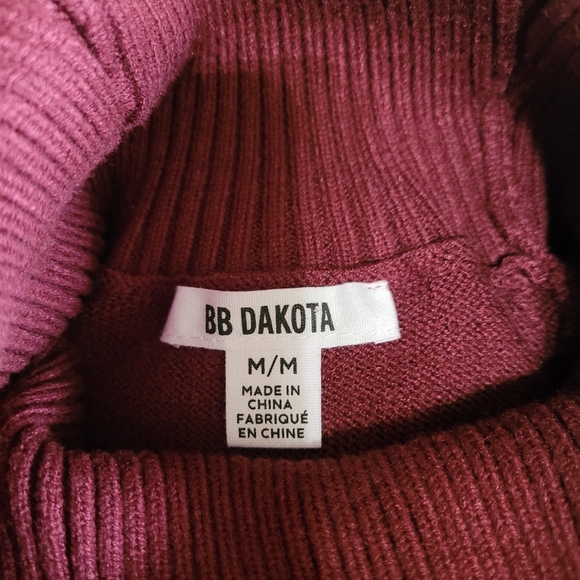 BB DAKOTA
M/M
MADE IN
CHINA
FABRIQUÉ
EN CHINE